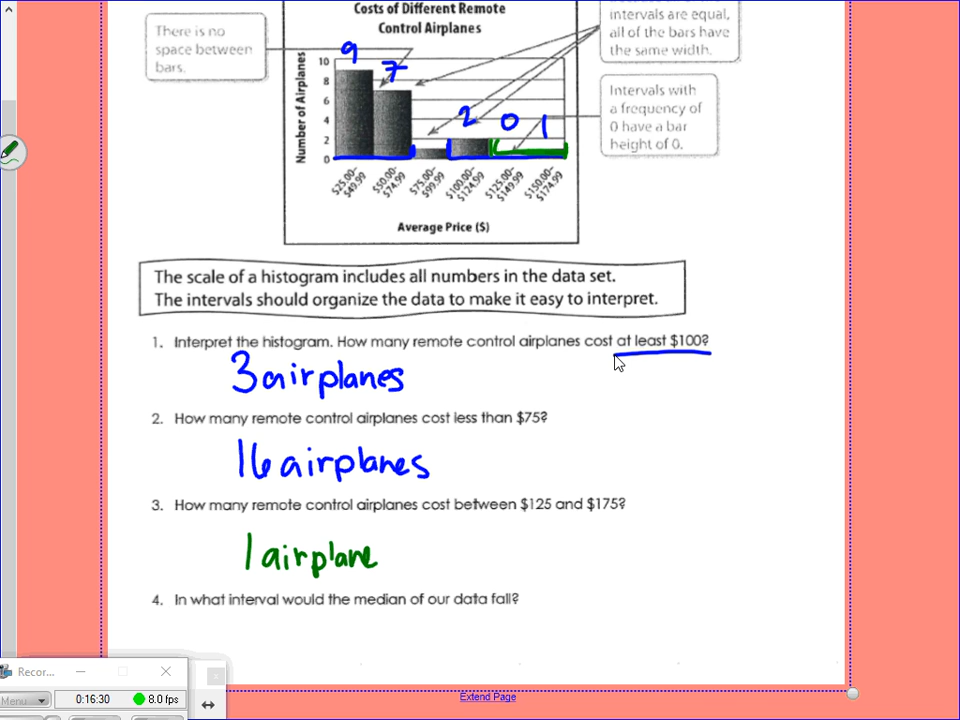 Costs of Different Remote
Control Airplanes
There is no
space between
bars.
intervals are equal,
all of the bars have
the same width.
Intervals with
a frequency of
0 have a bar
height of 0.
Number of Airplanes
10
8
6
4
2
0
9
7
2
0
1
$25.00-
$49.99
$50.00-
$74.99
$75.00-
$99.99
$100.00-
$124.99
$125.00-
$149.99
$150.00-
$174.99
Average Price ($)
The scale of a histogram includes all numbers in the data set.
The intervals should organize the data to make it easy to interpret.
1. Interpret the histogram. How many remote control airplanes cost at least $100?
3 airplanes
2. How many remote control airplanes cost less than $75?
16 airplanes
3. How many remote control airplanes cost between $125 and $175?
1 airplane
4. In what interval would the median of our data fall?
Recor...
Menu...
0:16:30
8.0 fps
Extend Page